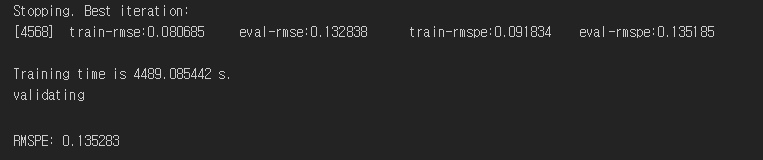 Stopping. Best iteration:
[4568] train-rmse:0.080685 eval-rmse:0.132838 train-rmspe:0.091834 eval-rmspe:0.135185
Training time is 4489.085442 s.
validating
RMSPE: 0.135283